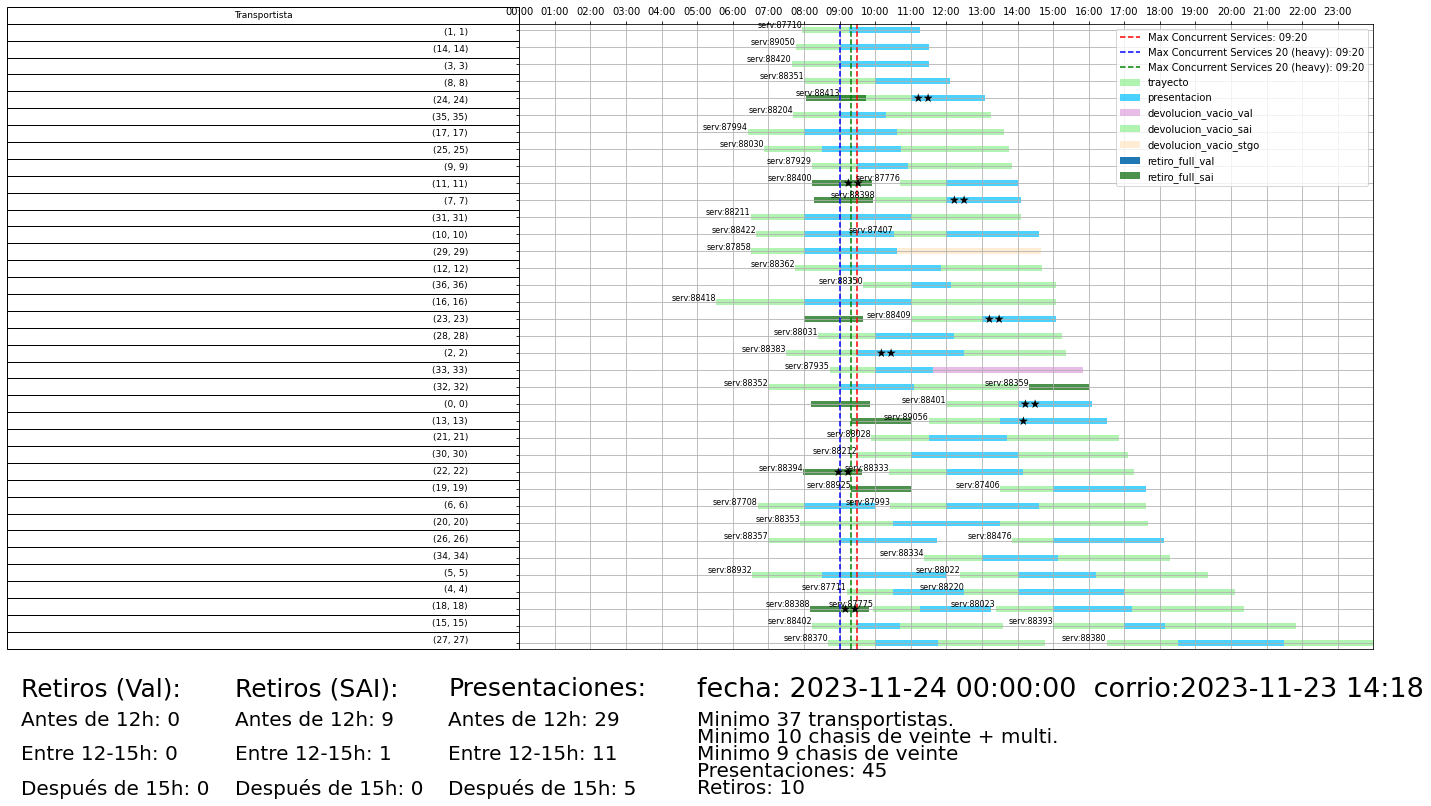 Transportista
00:00 01:00 02:00 03:00 04:00 05:00 06:00 07:00 08:00 09:00 10:00 11:00 12:00 13:00 14:00 15:00 16:00 17:00 18:00 19:00 20:00 21:00 22:00 23:00
Max Concurrent Services: 09:20
Max Concurrent Services 20 (heavy): 09:20
Max Concurrent Services 20 (heavy): 09:20
trayecto
presentacion
devolucion_vacio_val
devolucion_vacio_sai
devolucion_vacio_stgo
retiro_full_val
retiro_full_sai
(1, 1) serv:87710
(14, 14) serv:89050
(3, 3) serv:88420
(8, 8) serv:88351
(24, 24) serv:88413
(35, 35) serv:88204
(17, 17) serv:87994
(25, 25) serv:88030
(9, 9) serv:87929
(11, 11) serv:88400 serv:87776
(7, 7) serv:88398
(31, 31) serv:88211
(10, 10) serv:88422 serv:87407
(29, 29) serv:87858
(12, 12) serv:88362
(36, 36) serv:88350
(16, 16) serv:88418
(23, 23) serv:88409
(28, 28) serv:88031
(2, 2) serv:88383
(33, 33) serv:87935
(32, 32) serv:88352 serv:88359
(0, 0) serv:88401
(13, 13) serv:89056
(21, 21) serv:88028
(30, 30) serv:88212
(22, 22) serv:88394 serv:88333
(19, 19) serv:88925 serv:87406
(6, 6) serv:87708 serv:87993
(20, 20) serv:88353
(26, 26) serv:88357 serv:88476
(34, 34) serv:88334
(5, 5) serv:88932 serv:88022
(4, 4) serv:87711 serv:88220
(18, 18) serv:88388 serv:87775 serv:88023
(15, 15) serv:88402 serv:88393
(27, 27) serv:88370 serv:88380
Retiros (Val):
Antes de 12h: 0
Entre 12-15h: 0
Después de 15h: 0
Retiros (SAI):
Antes de 12h: 9
Entre 12-15h: 1
Después de 15h: 0
Presentaciones:
Antes de 12h: 29
Entre 12-15h: 11
Después de 15h: 5
fecha: 2023-11-24 00:00:00 corrio:2023-11-23 14:18
Minimo 37 transportistas.
Minimo 10 chasis de veinte + multi.
Minimo 9 chasis de veinte
Presentaciones: 45
Retiros: 10